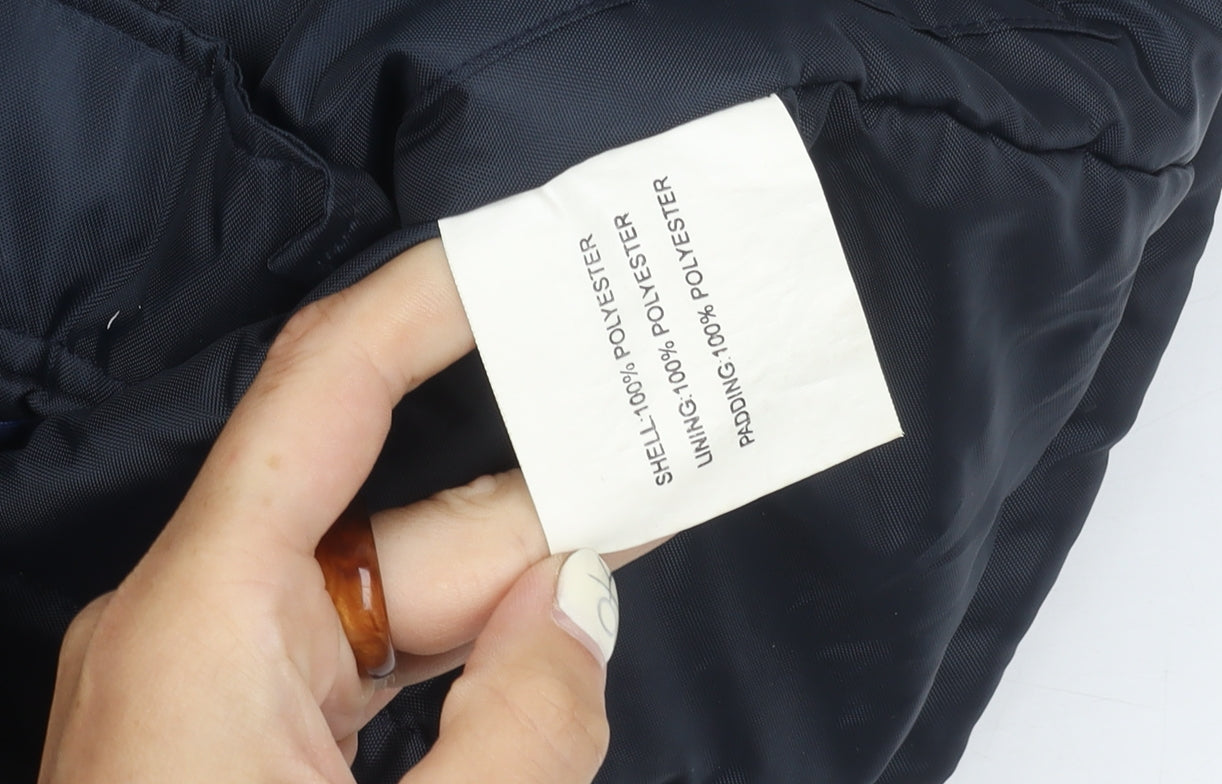 SHELL:100% POLYESTER
LINING:100% POLYESTER
PADDING:100% POLYESTER